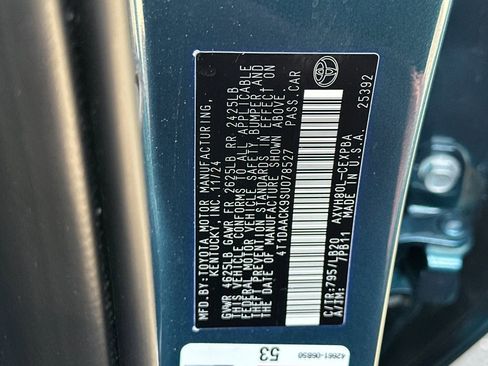 MFD.BY:TOYOTA MOTOR MANUFACTURING,
KENTUCKY, INC. 11/24
GVWR 4625LB GAWR FR 2625LB RR 2425LB
THIS VEHICLE CONFORMS TO ALL APPLICABLE
FEDERAL MOTOR VEHICLE SAFETY, BUMPER, AND
THEFT PREVENTION STANDARDS IN EFFECT ON
THE DATE OF MANUFACTURE SHOWN ABOVE.
4T1DAACK9SU078527 PASS.CAR
C/TR:795/LB20 AXVH80L-CEXPBA
A/TM: 7PB11 MADE IN U.S.A. 25392
42661-06850
53